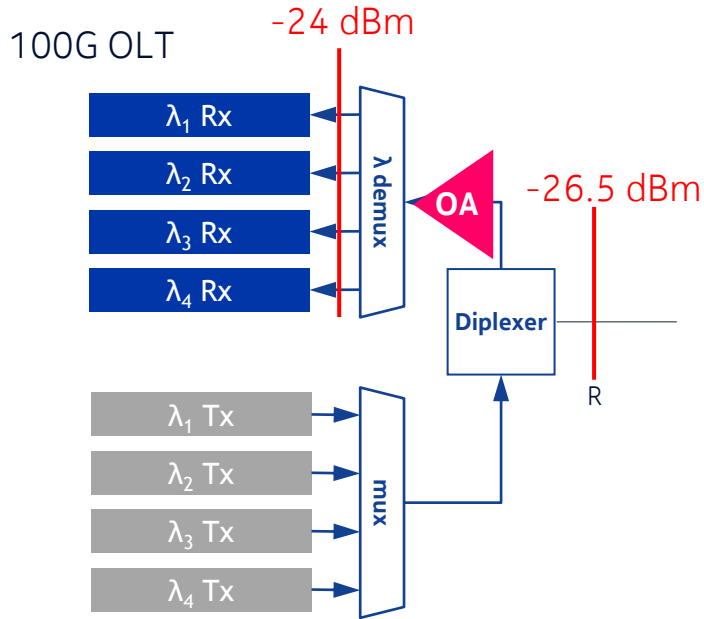 100G OLT
-24 dBm
λ1 Rx
λ2 Rx
λ3 Rx
λ4 Rx
λ demux
OA
-26.5 dBm
Diplexer
R
λ1 Tx
λ2 Tx
λ3 Tx
λ4 Tx
mux